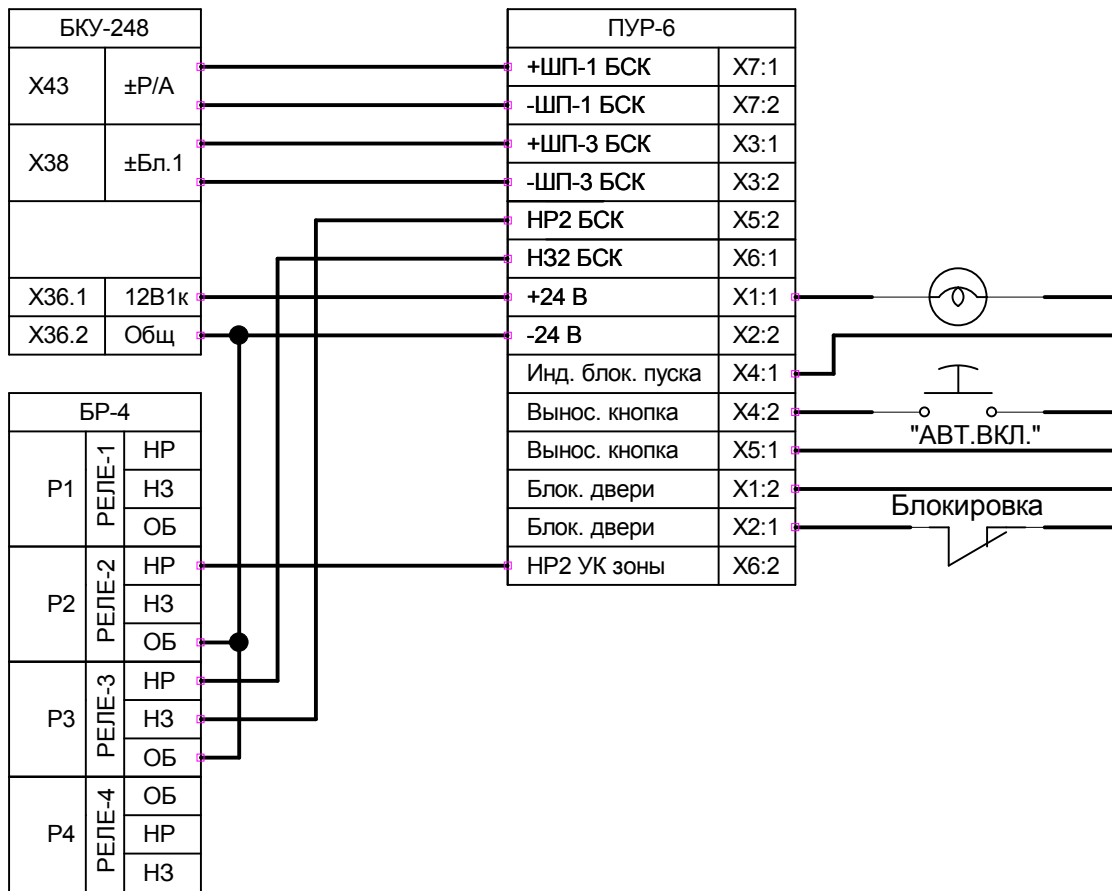 БКУ-248
X43 ±Р/А
X38 ±Бл.1
X36.1 12В1к
X36.2 Общ
ПУР-6
+ШП-1 БСК X7:1
-ШП-1 БСК X7:2
+ШП-3 БСК X3:1
-ШП-3 БСК X3:2
НР2 БСК X5:2
НЗ2 БСК X6:1
+24 В X1:1
-24 В X2:2
Инд. блок. пуска X4:1
Вынос. кнопка X4:2
Вынос. кнопка X5:1
Блок. двери X1:2
Блок. двери X2:1
НР2 УК зоны X6:2
"АВТ.ВКЛ."
Блокировка
БР-4
Р1 РЕЛЕ-1 НР
НЗ
ОБ
Р2 РЕЛЕ-2 НР
НЗ
ОБ
Р3 РЕЛЕ-3 НР
НЗ
ОБ
Р4 РЕЛЕ-4 ОБ
НР
НЗ